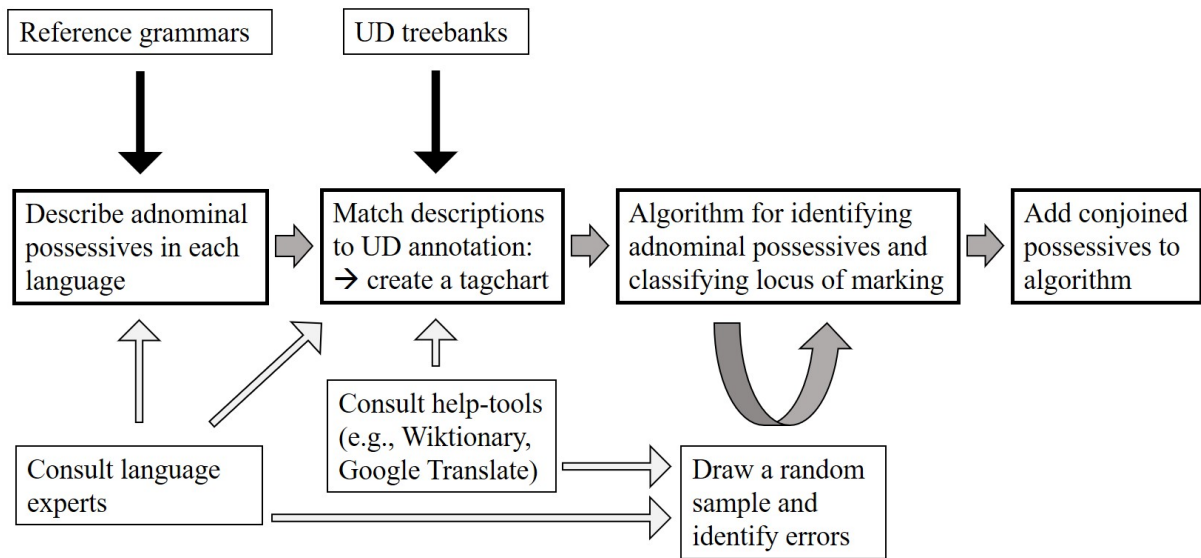 Reference grammars
UD treebanks
Describe adnominal
possessives in each
language
Match descriptions
to UD annotation:
→ create a tagchart
Algorithm for identifying
adnominal possessives and
classifying locus of marking
Add conjoined
possessives to
algorithm
Consult help-tools
(e.g., Wiktionary,
Google Translate)
Consult language
experts
Draw a random
sample and
identify errors